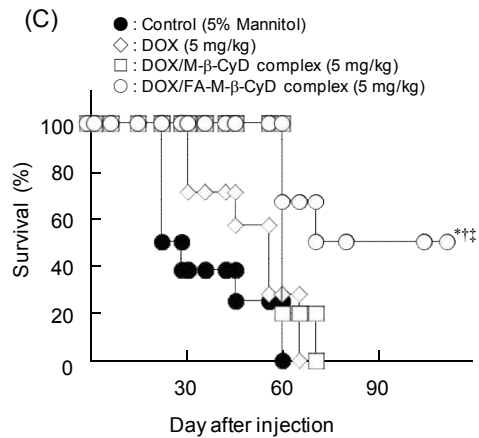 (C)
● : Control (5% Mannitol)
◇ : DOX (5 mg/kg)
□ : DOX/M-β-CyD complex (5 mg/kg)
○ : DOX/FA-M-β-CyD complex (5 mg/kg)
100
80
60
40
20
0
Survival (%)
*†‡
30 60 90
Day after injection